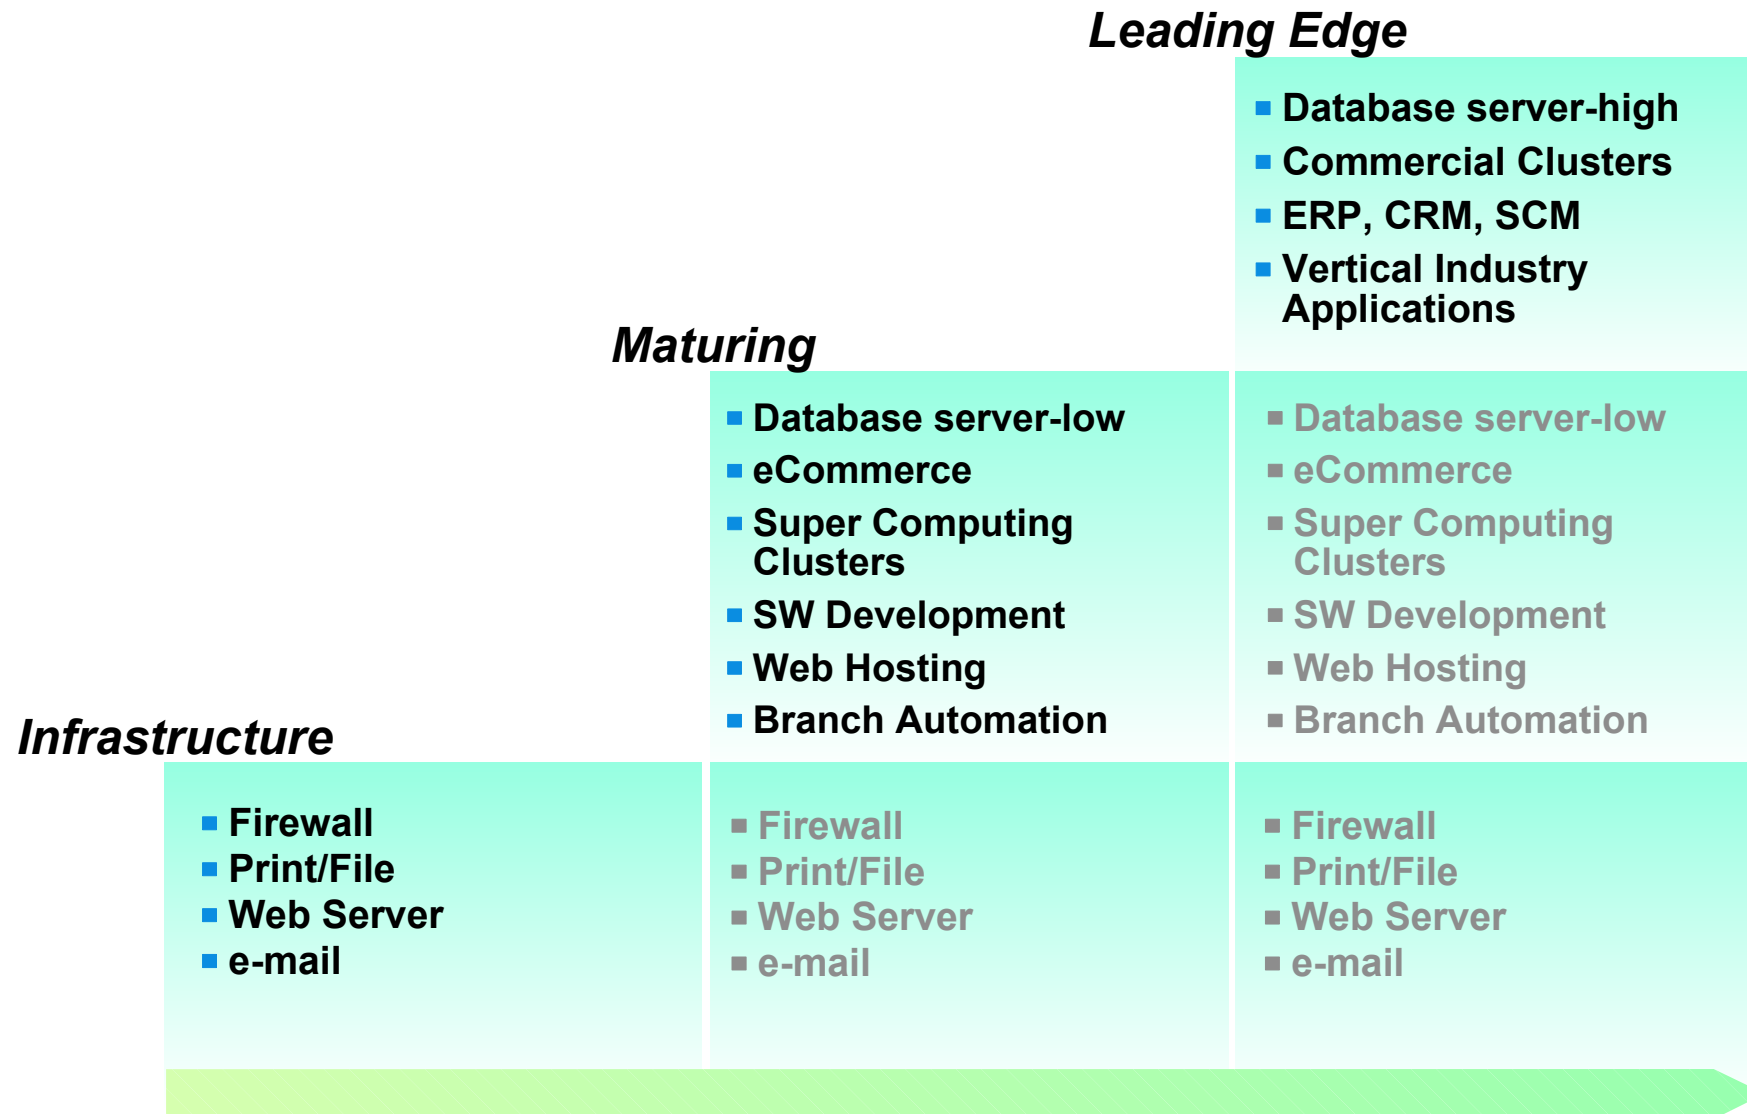 Leading Edge
Database server-high
Commercial Clusters
ERP, CRM, SCM
Vertical Industry
Applications
Maturing
Database server-low
eCommerce
Super Computing
Clusters
SW Development
Web Hosting
Branch Automation
Database server-low
eCommerce
Super Computing
Clusters
SW Development
Web Hosting
Branch Automation
Infrastructure
Firewall
Print/File
Web Server
e-mail
Firewall
Print/File
Web Server
e-mail
Firewall
Print/File
Web Server
e-mail